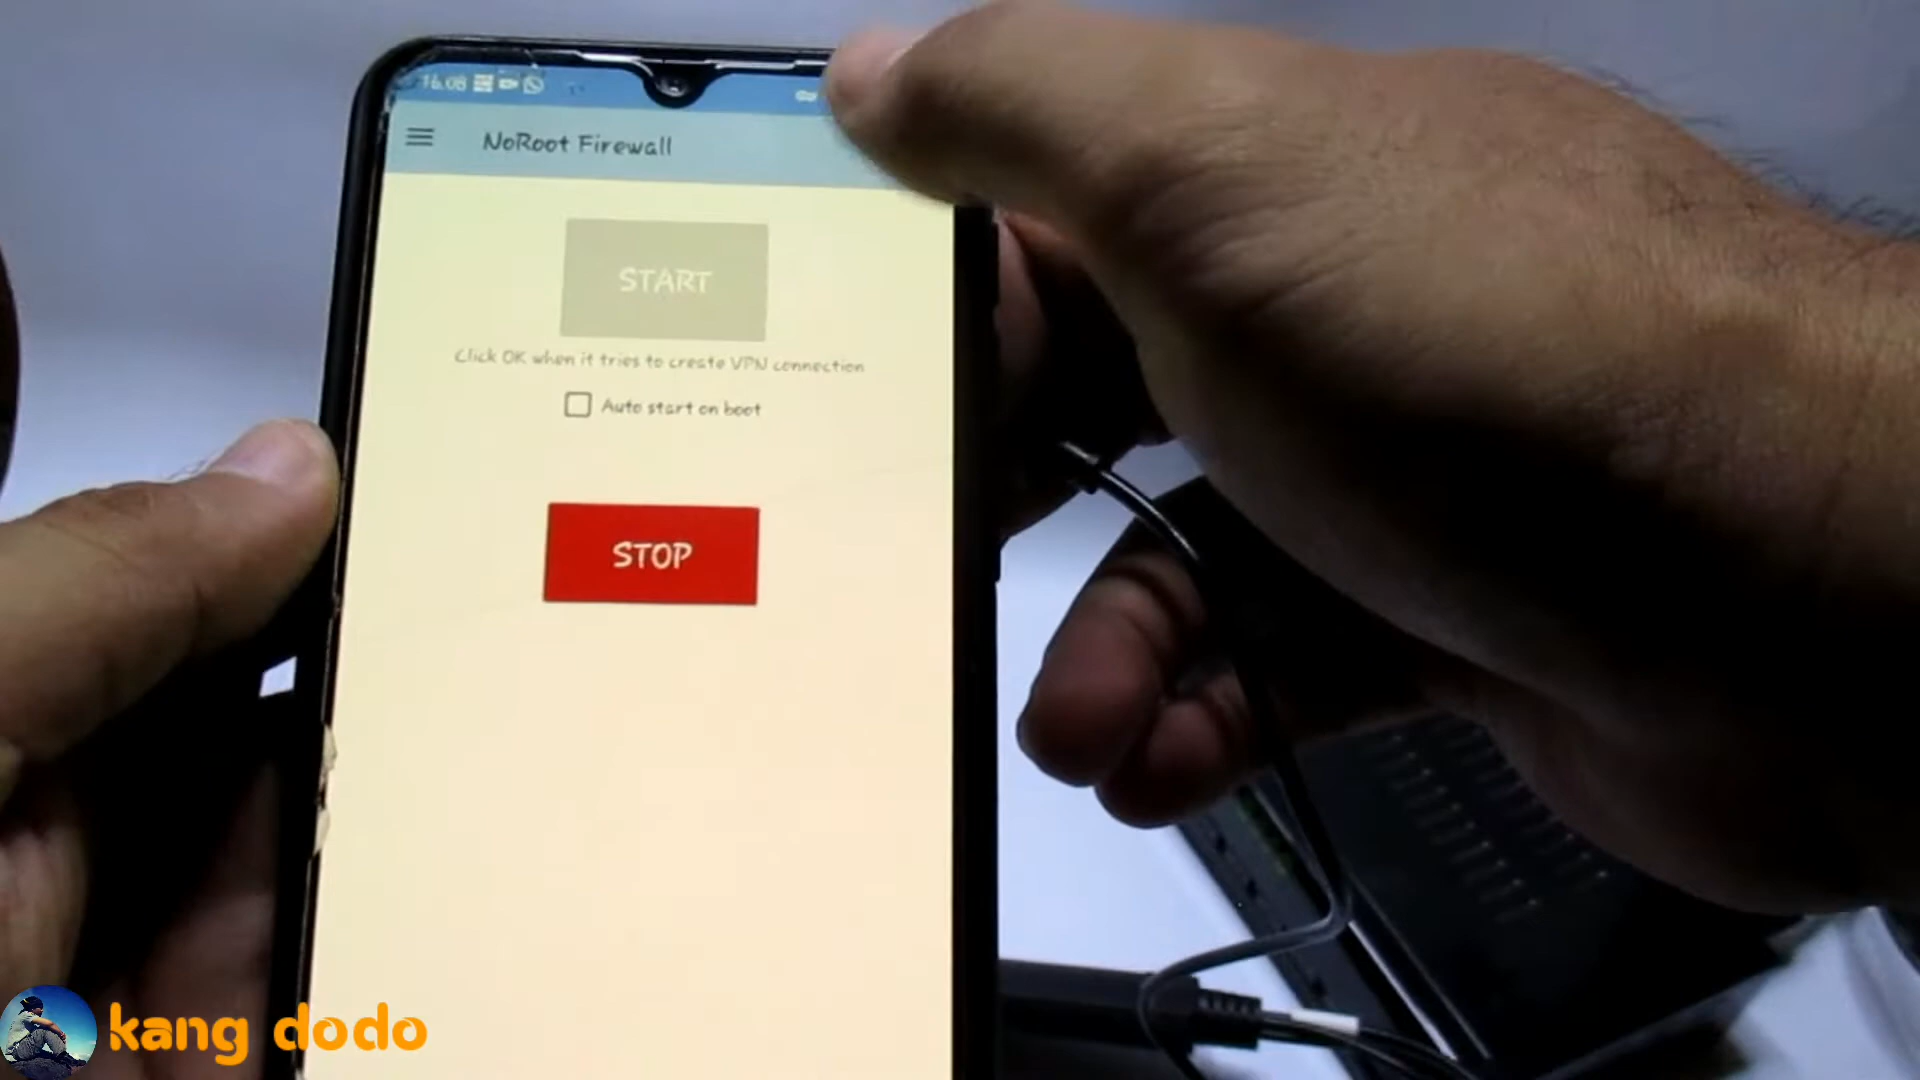 16.08
NoRoot Firewall
START
Click OK when it tries to create VPN connection
Auto start on boot
STOP
kang dodo